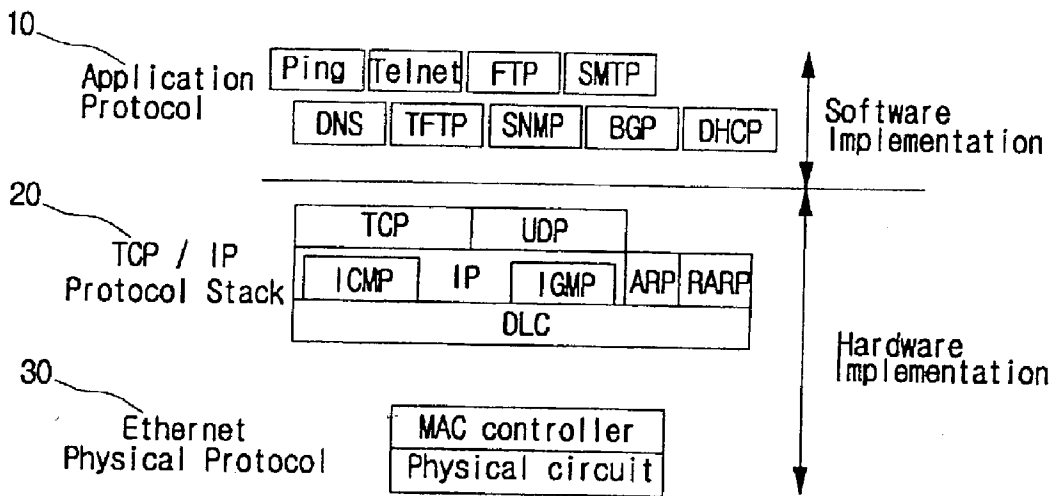 10
Application
Protocol
Ping Telnet FTP SMTP
DNS TFTP SNMP BGP DHCP
Software
Implementation
20
TCP / IP
Protocol Stack
TCP UDP
ICMP IP IGMP ARP RARP
DLC
Hardware
Implementation
30
Ethernet
Physical Protocol
MAC controller
Physical circuit